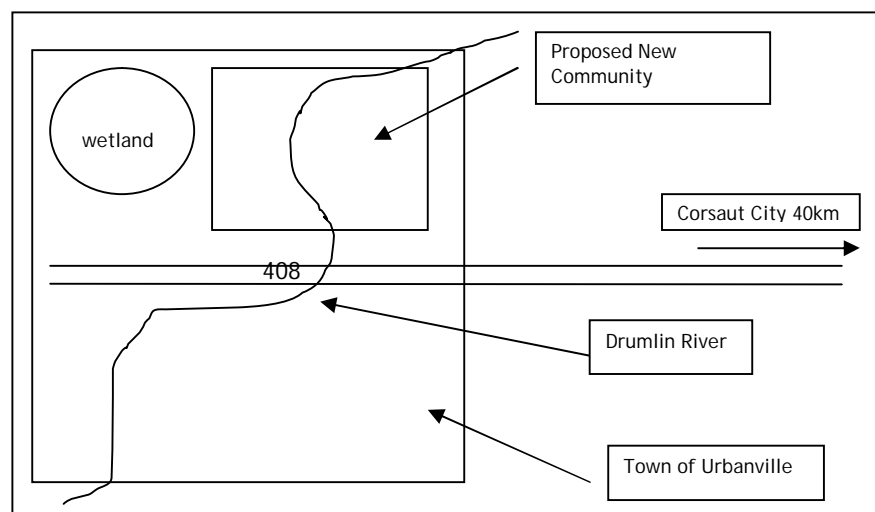 Proposed New
Community
wetland
Corsaut City 40km
408
Drumlin River
Town of Urbanville